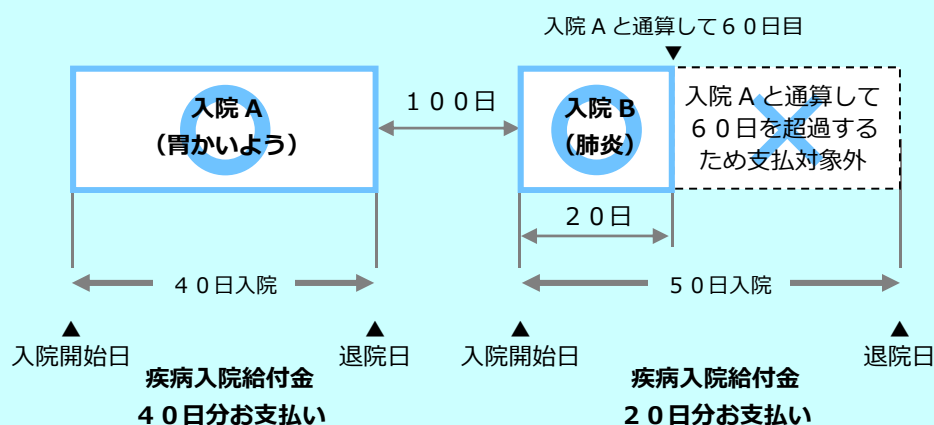 入院Aと通算して６０日目
入院A
（胃かいよう）
１００日
入院B
（肺炎）
入院Aと通算して
６０日を超過する
ため支払対象外
２０日
４０日入院
５０日入院
入院開始日
退院日
入院開始日
退院日
疾病入院給付金
４０日分お支払い
疾病入院給付金
２０日分お支払い